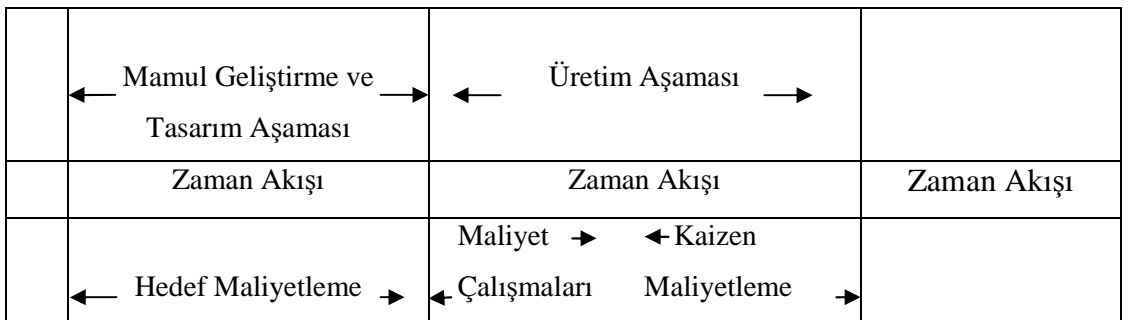 Mamul Geliştirme ve
Tasarım Aşaması
Üretim Aşaması
Zaman Akışı
Zaman Akışı
Zaman Akışı
Hedef Maliyetleme
Maliyet
Çalışmaları
Kaizen
Maliyetleme